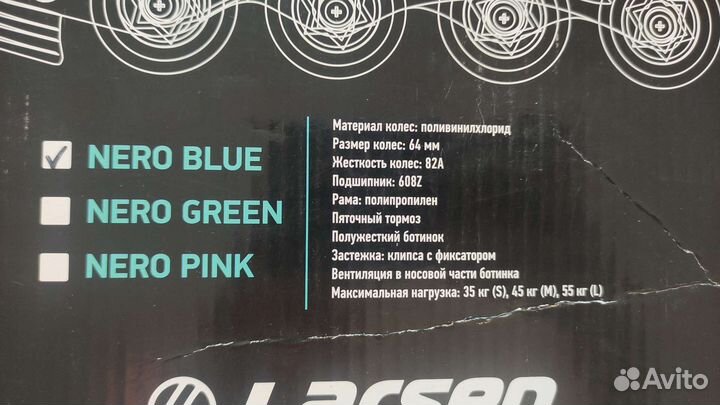 NERO BLUE
NERO GREEN
NERO PINK
Материал колес: поливинилхлорид
Размер колес: 64 мм
Жесткость колес: 82А
Подшипник: 608Z
Рама: полипропилен
Пяточный тормоз
Полужесткий ботинок
Застежка: клипса с фиксатором
Вентиляция в носовой части ботинка
Максимальная нагрузка: 35 кг (S), 45 кг (M), 55 кг (L)
Larsen
Avito